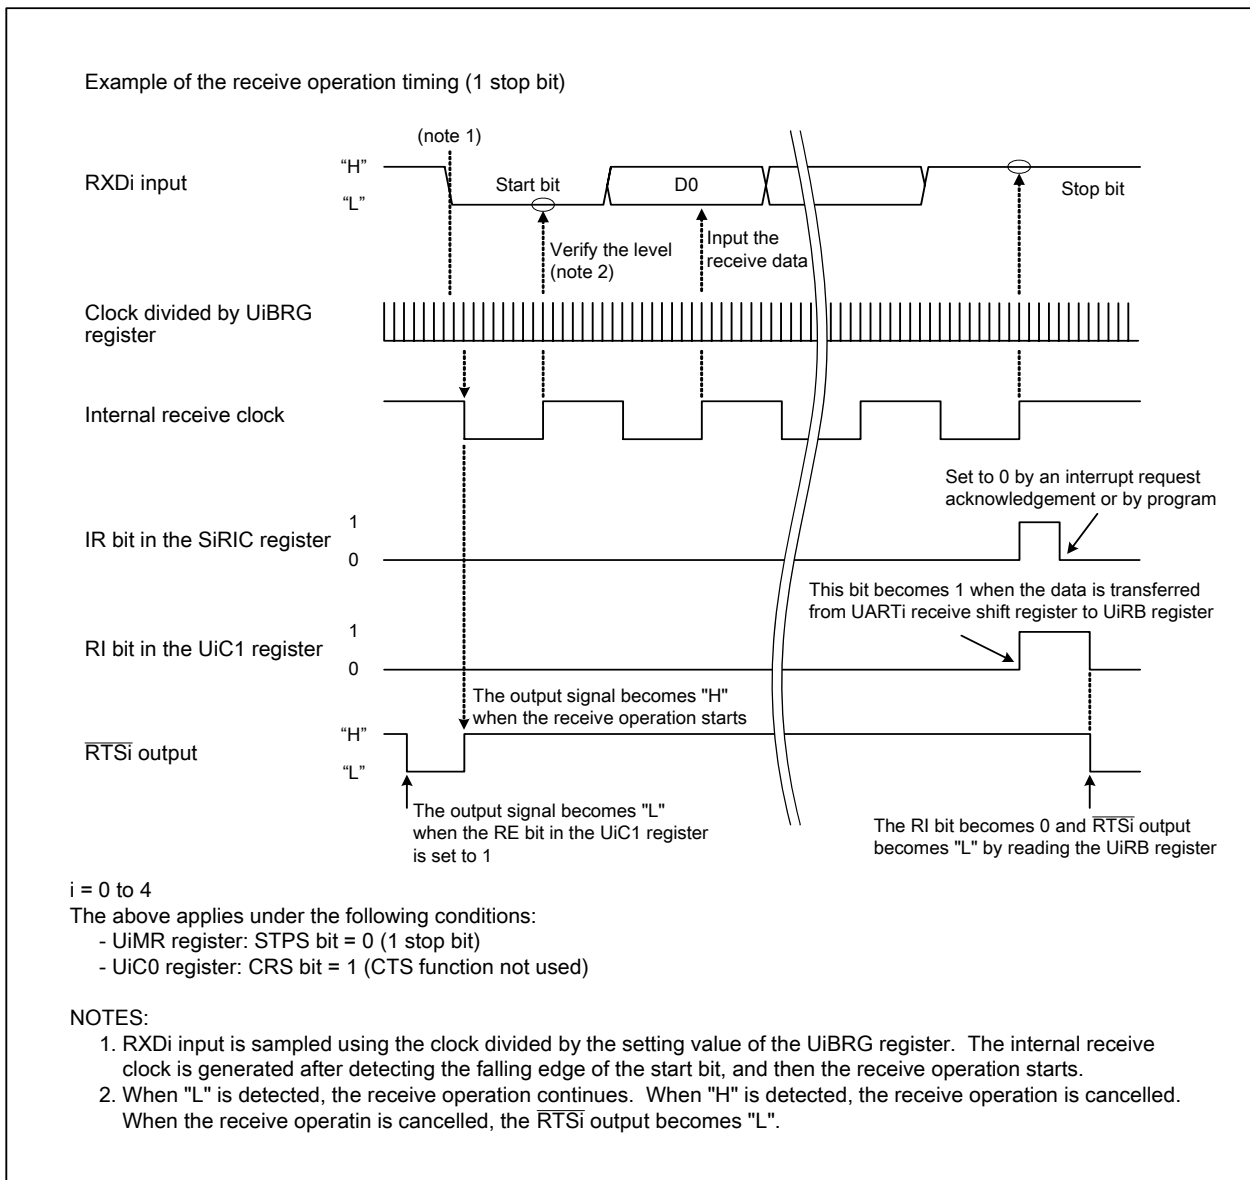 Example of the receive operation timing (1 stop bit)
(note 1)
RXDi input
“H”
“L”
Start bit
D0
Stop bit
Verify the level
(note 2)
Input the
receive data
Clock divided by UiBRG
register
Internal receive clock
Set to 0 by an interrupt request
acknowledgement or by program
IR bit in the SiRIC register
1
0
This bit becomes 1 when the data is transferred
from UARTi receive shift register to UiRB register
RI bit in the UiC1 register
1
0
The output signal becomes "H"
when the receive operation starts
RTSi output
“H”
“L”
The output signal becomes "L"
when the RE bit in the UiC1 register
is set to 1
The RI bit becomes 0 and RTSi output
becomes "L" by reading the UiRB register
i = 0 to 4
The above applies under the following conditions:
- UiMR register: STPS bit = 0 (1 stop bit)
- UiC0 register: CRS bit = 1 (CTS function not used)
NOTES:
1. RXDi input is sampled using the clock divided by the setting value of the UiBRG register. The internal receive
clock is generated after detecting the falling edge of the start bit, and then the receive operation starts.
2. When "L" is detected, the receive operation continues. When "H" is detected, the receive operation is cancelled.
When the receive operatin is cancelled, the RTSi output becomes "L".